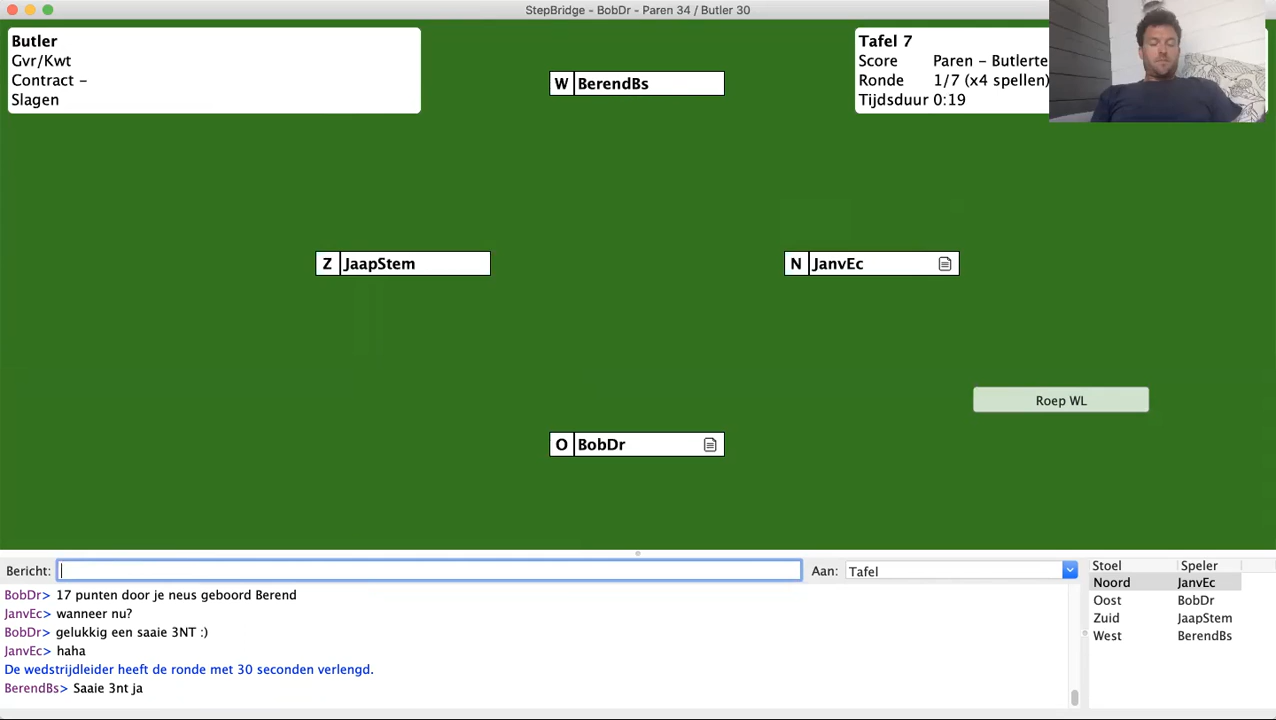 StepBridge - BobDr - Paren 34 / Butler 30
Butler
Gvr/Kwt
Contract -
Slagen
Tafel 7
Score Paren - Butlerte
Ronde 1/7 (x4 spellen)
Tijdsduur 0:19
W BerendBs
Z JaapStem
N JanvEc
Roep WL
O BobDr
Bericht:
Aan: Tafel
BobDr> 17 punten door je neus geboord Berend
JanvEc> wanneer nu?
BobDr> gelukkig een saaie 3NT :)
JanvEc> haha
De wedstrijdleider heeft de ronde met 30 seconden verlengd.
BerendBs> Saaie 3nt ja
Stoel Speler
Noord JanvEc
Oost BobDr
Zuid JaapStem
West BerendBs